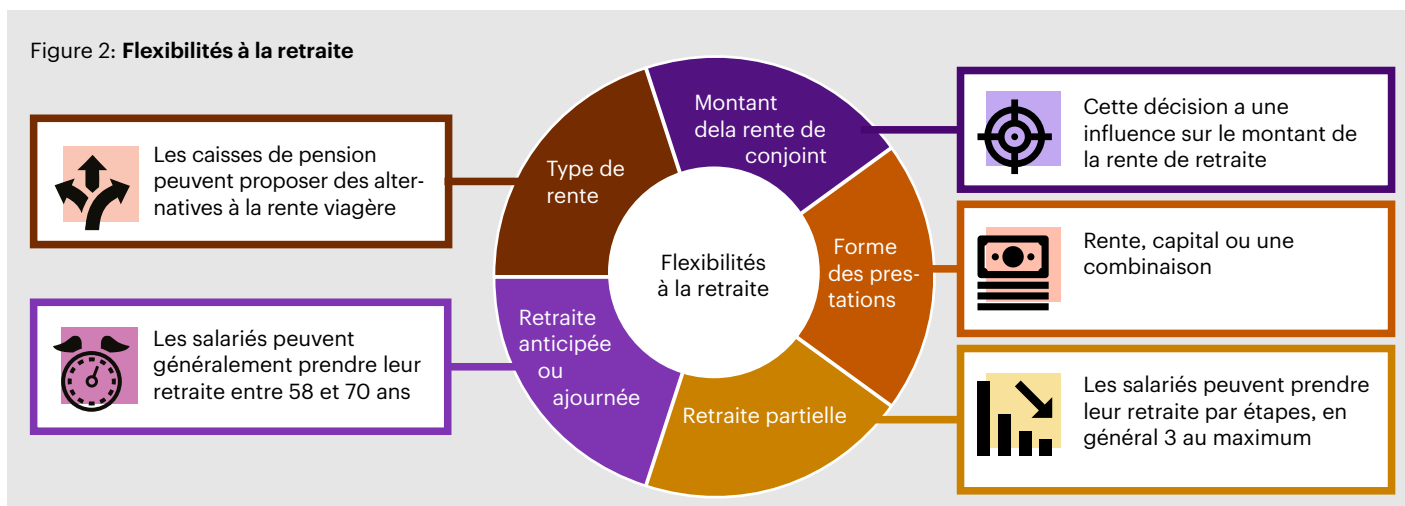 Figure 2: Flexibilités à la retraite
Les caisses de pension
peuvent proposer des alter-
natives à la rente viagère
Les salariés peuvent
généralement prendre leur
retraite entre 58 et 70 ans
Type de
rente
Montant
dela rente de
conjoint
Forme
des pres-
tations
Retraite partielle
Retraite
anticipée
ou
ajournée
Flexibilités
à la retraite
Cette décision a une
influence sur le montant de
la rente de retraite
Rente, capital ou une
combinaison
Les salariés peuvent prendre
leur retraite par étapes, en
général 3 au maximum